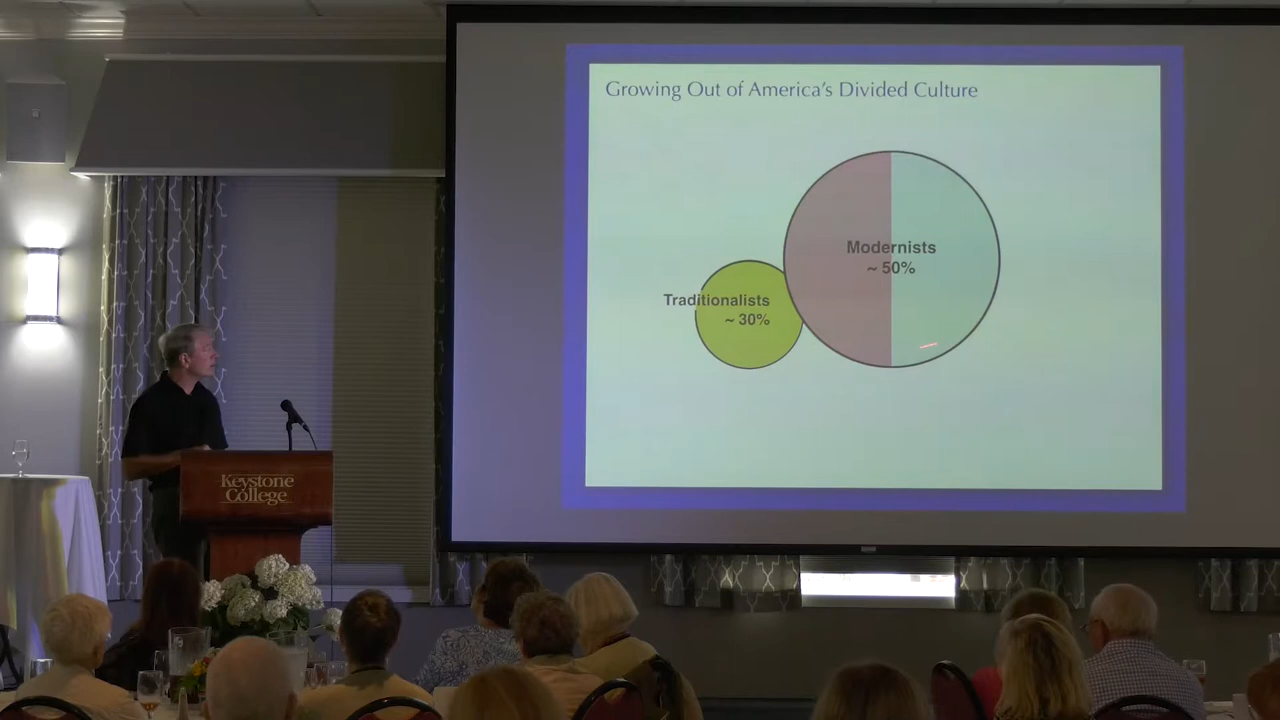 Growing Out of America's Divided Culture
Modernists
~ 50%
Traditionalists
~ 30%
Keystone
College